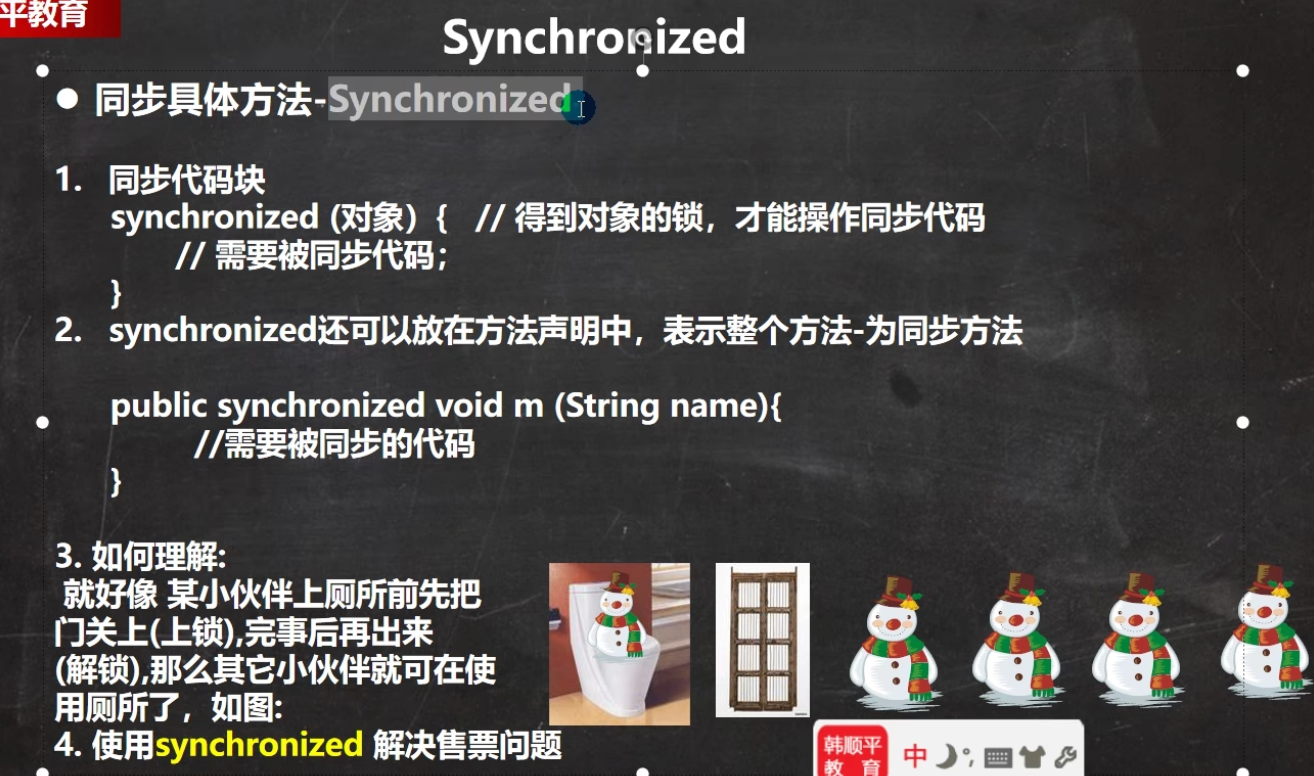 平教育
Synchronized
同步具体方法-Synchronized
1. 同步代码块
synchronized (对象) { // 得到对象的锁，才能操作同步代码
// 需要被同步代码；
}
2. synchronized还可以放在方法声明中，表示整个方法-为同步方法
public synchronized void m (String name){
//需要被同步的代码
}
3. 如何理解:
就好像 某小伙伴上厕所前先把
门关上(上锁),完事后再出来
(解锁),那么其它小伙伴就可在使
用厕所了，如图:
4. 使用synchronized 解决售票问题
韩顺平
教 育
中